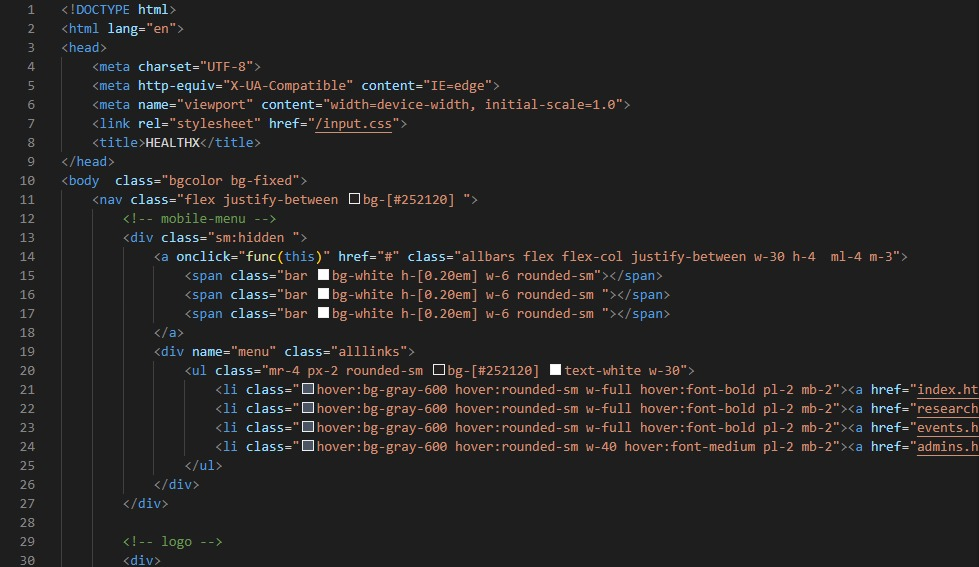 1 <!DOCTYPE html>
2 <html lang="en">
3 <head>
4 <meta charset="UTF-8">
5 <meta http-equiv="X-UA-Compatible" content="IE=edge">
6 <meta name="viewport" content="width=device-width, initial-scale=1.0">
7 <link rel="stylesheet" href="/input.css">
8 <title>HEALTHX</title>
9 </head>
10 <body  class="bgcolor bg-fixed">
11 <nav class="flex justify-between bg-[#252120] ">
12 <!-- mobile-menu -->
13 <div class="sm:hidden ">
14 <a onclick="func(this)" href="#" class="allbars flex flex-col justify-between w-30 h-4  ml-4 m-3">
15 <span class="bar bg-white h-[0.20em] w-6 rounded-sm"></span>
16 <span class="bar bg-white h-[0.20em] w-6 rounded-sm "></span>
17 <span class="bar bg-white h-[0.20em] w-6 rounded-sm "></span>
18 </a>
19 <div name="menu" class="alllinks">
20 <ul class="mr-4 px-2 rounded-sm bg-[#252120] text-white w-30">
21 <li class="hover:bg-gray-600 hover:rounded-sm w-full hover:font-bold pl-2 mb-2"><a href="index.ht
22 <li class="hover:bg-gray-600 hover:rounded-sm w-full hover:font-bold pl-2 mb-2"><a href="research
23 <li class="hover:bg-gray-600 hover:rounded-sm w-full hover:font-bold pl-2 mb-2"><a href="events.h
24 <li class="hover:bg-gray-600 hover:rounded-sm w-40 hover:font-medium pl-2 mb-2"><a href="admins.h
25 </ul>
26 </div>
27 </div>
28
29 <!-- logo -->
30 <div>